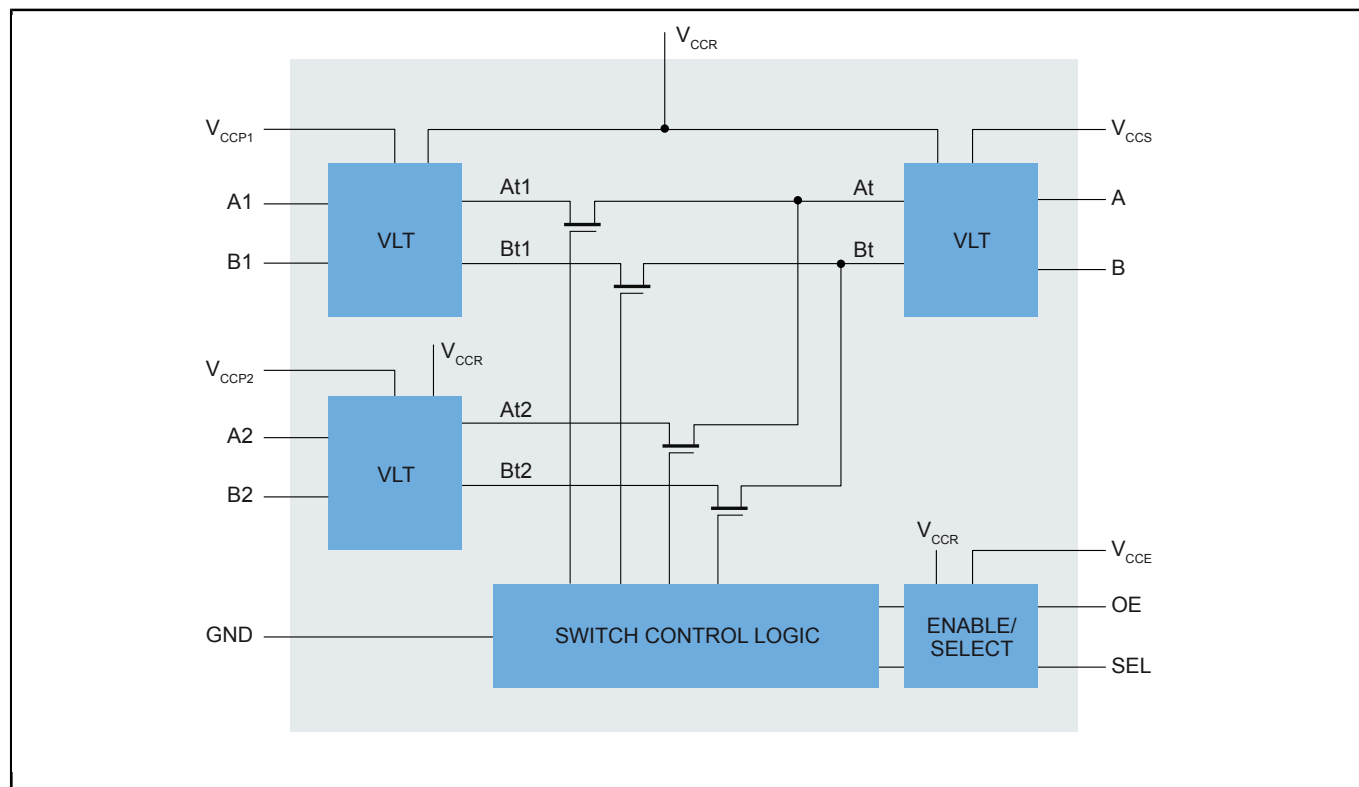 VCCR
VCCP1
VCCS
A1
At1
At
A
VLT
VLT
B1
Bt1
Bt
B
VCCR
VCCP2
At2
A2
VLT
Bt2
B2
VCCR
VCCE
OE
GND
SWITCH CONTROL LOGIC
ENABLE/
SELECT
SEL